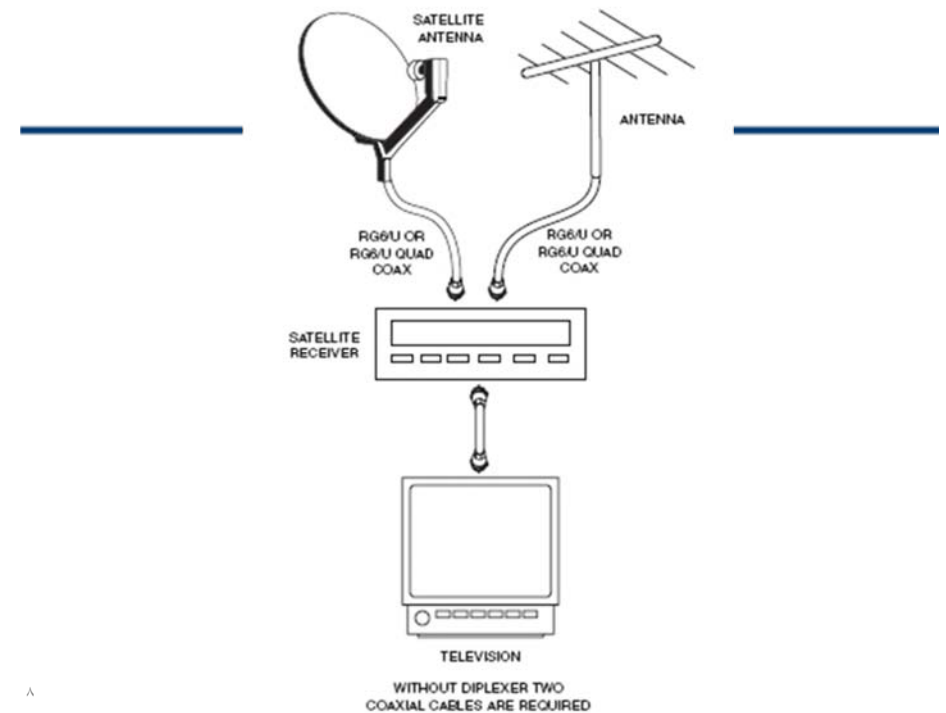 SATELLITE
ANTENNA
ANTENNA
RG6/U OR
RG6/U QUAD
COAX
RG6/U OR
RG6/U QUAD
COAX
SATELLITE
RECEIVER
TELEVISION
WITHOUT DIPLEXER TWO
COAXIAL CABLES ARE REQUIRED
٨